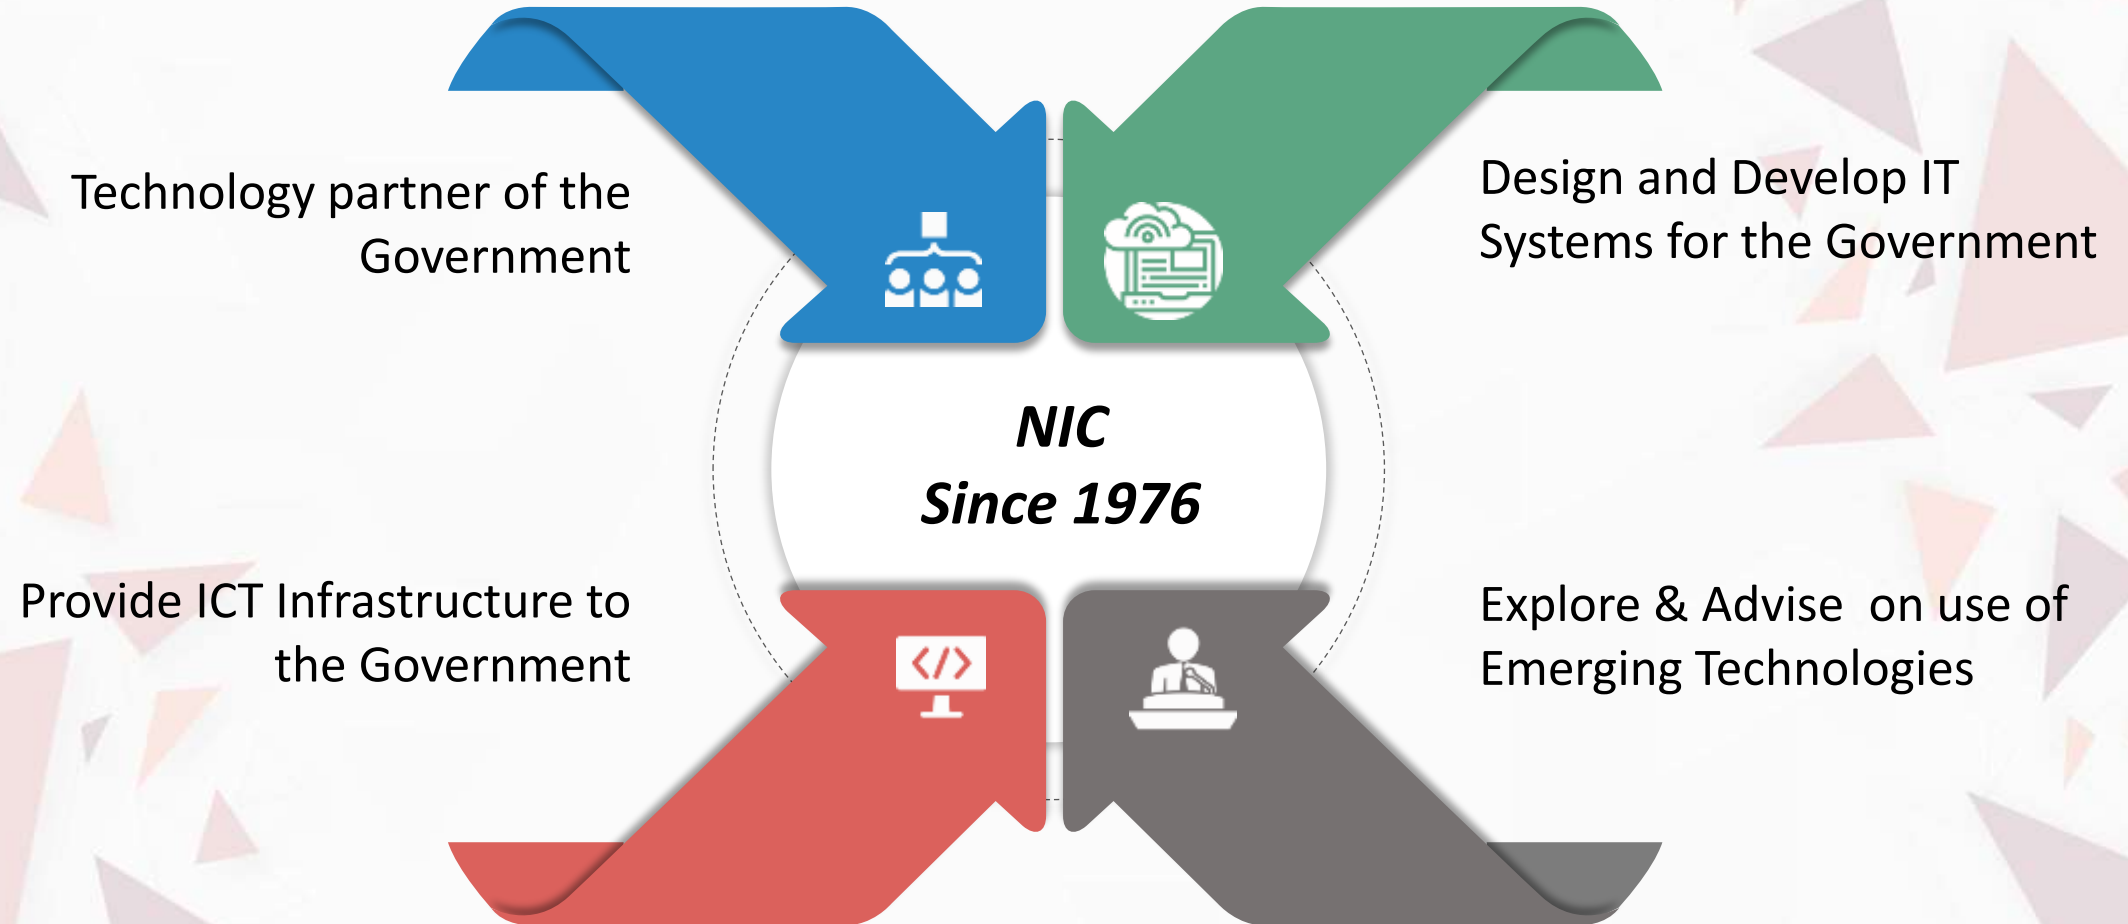 Technology partner of the
Government
Design and Develop IT
Systems for the Government
NIC
Since 1976
Provide ICT Infrastructure to
the Government
Explore & Advise  on use of
Emerging Technologies